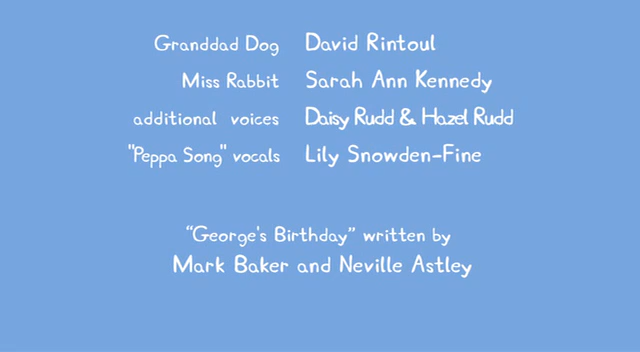 Granddad Dog David Rintoul
Miss Rabbit Sarah Ann Kennedy
additional voices Daisy Rudd & Hazel Rudd
"Peppa Song" vocals Lily Snowden-Fine
“George's Birthday” written by
Mark Baker and Neville Astley